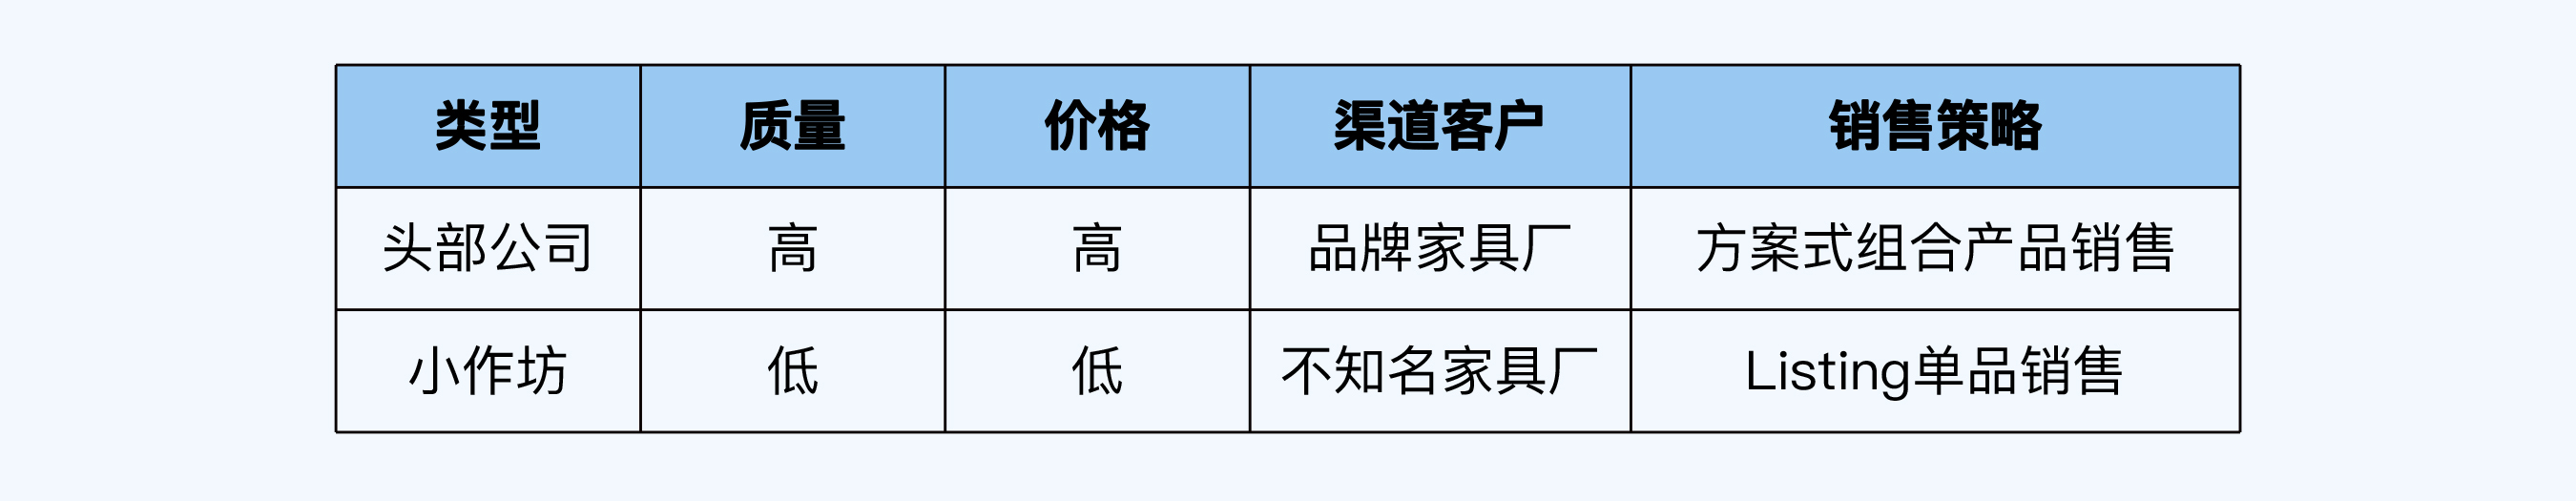 类型 质量 价格 渠道客户 销售策略
头部公司 高 高 品牌家具厂 方案式组合产品销售
小作坊 低 低 不知名家具厂 Listing单品销售